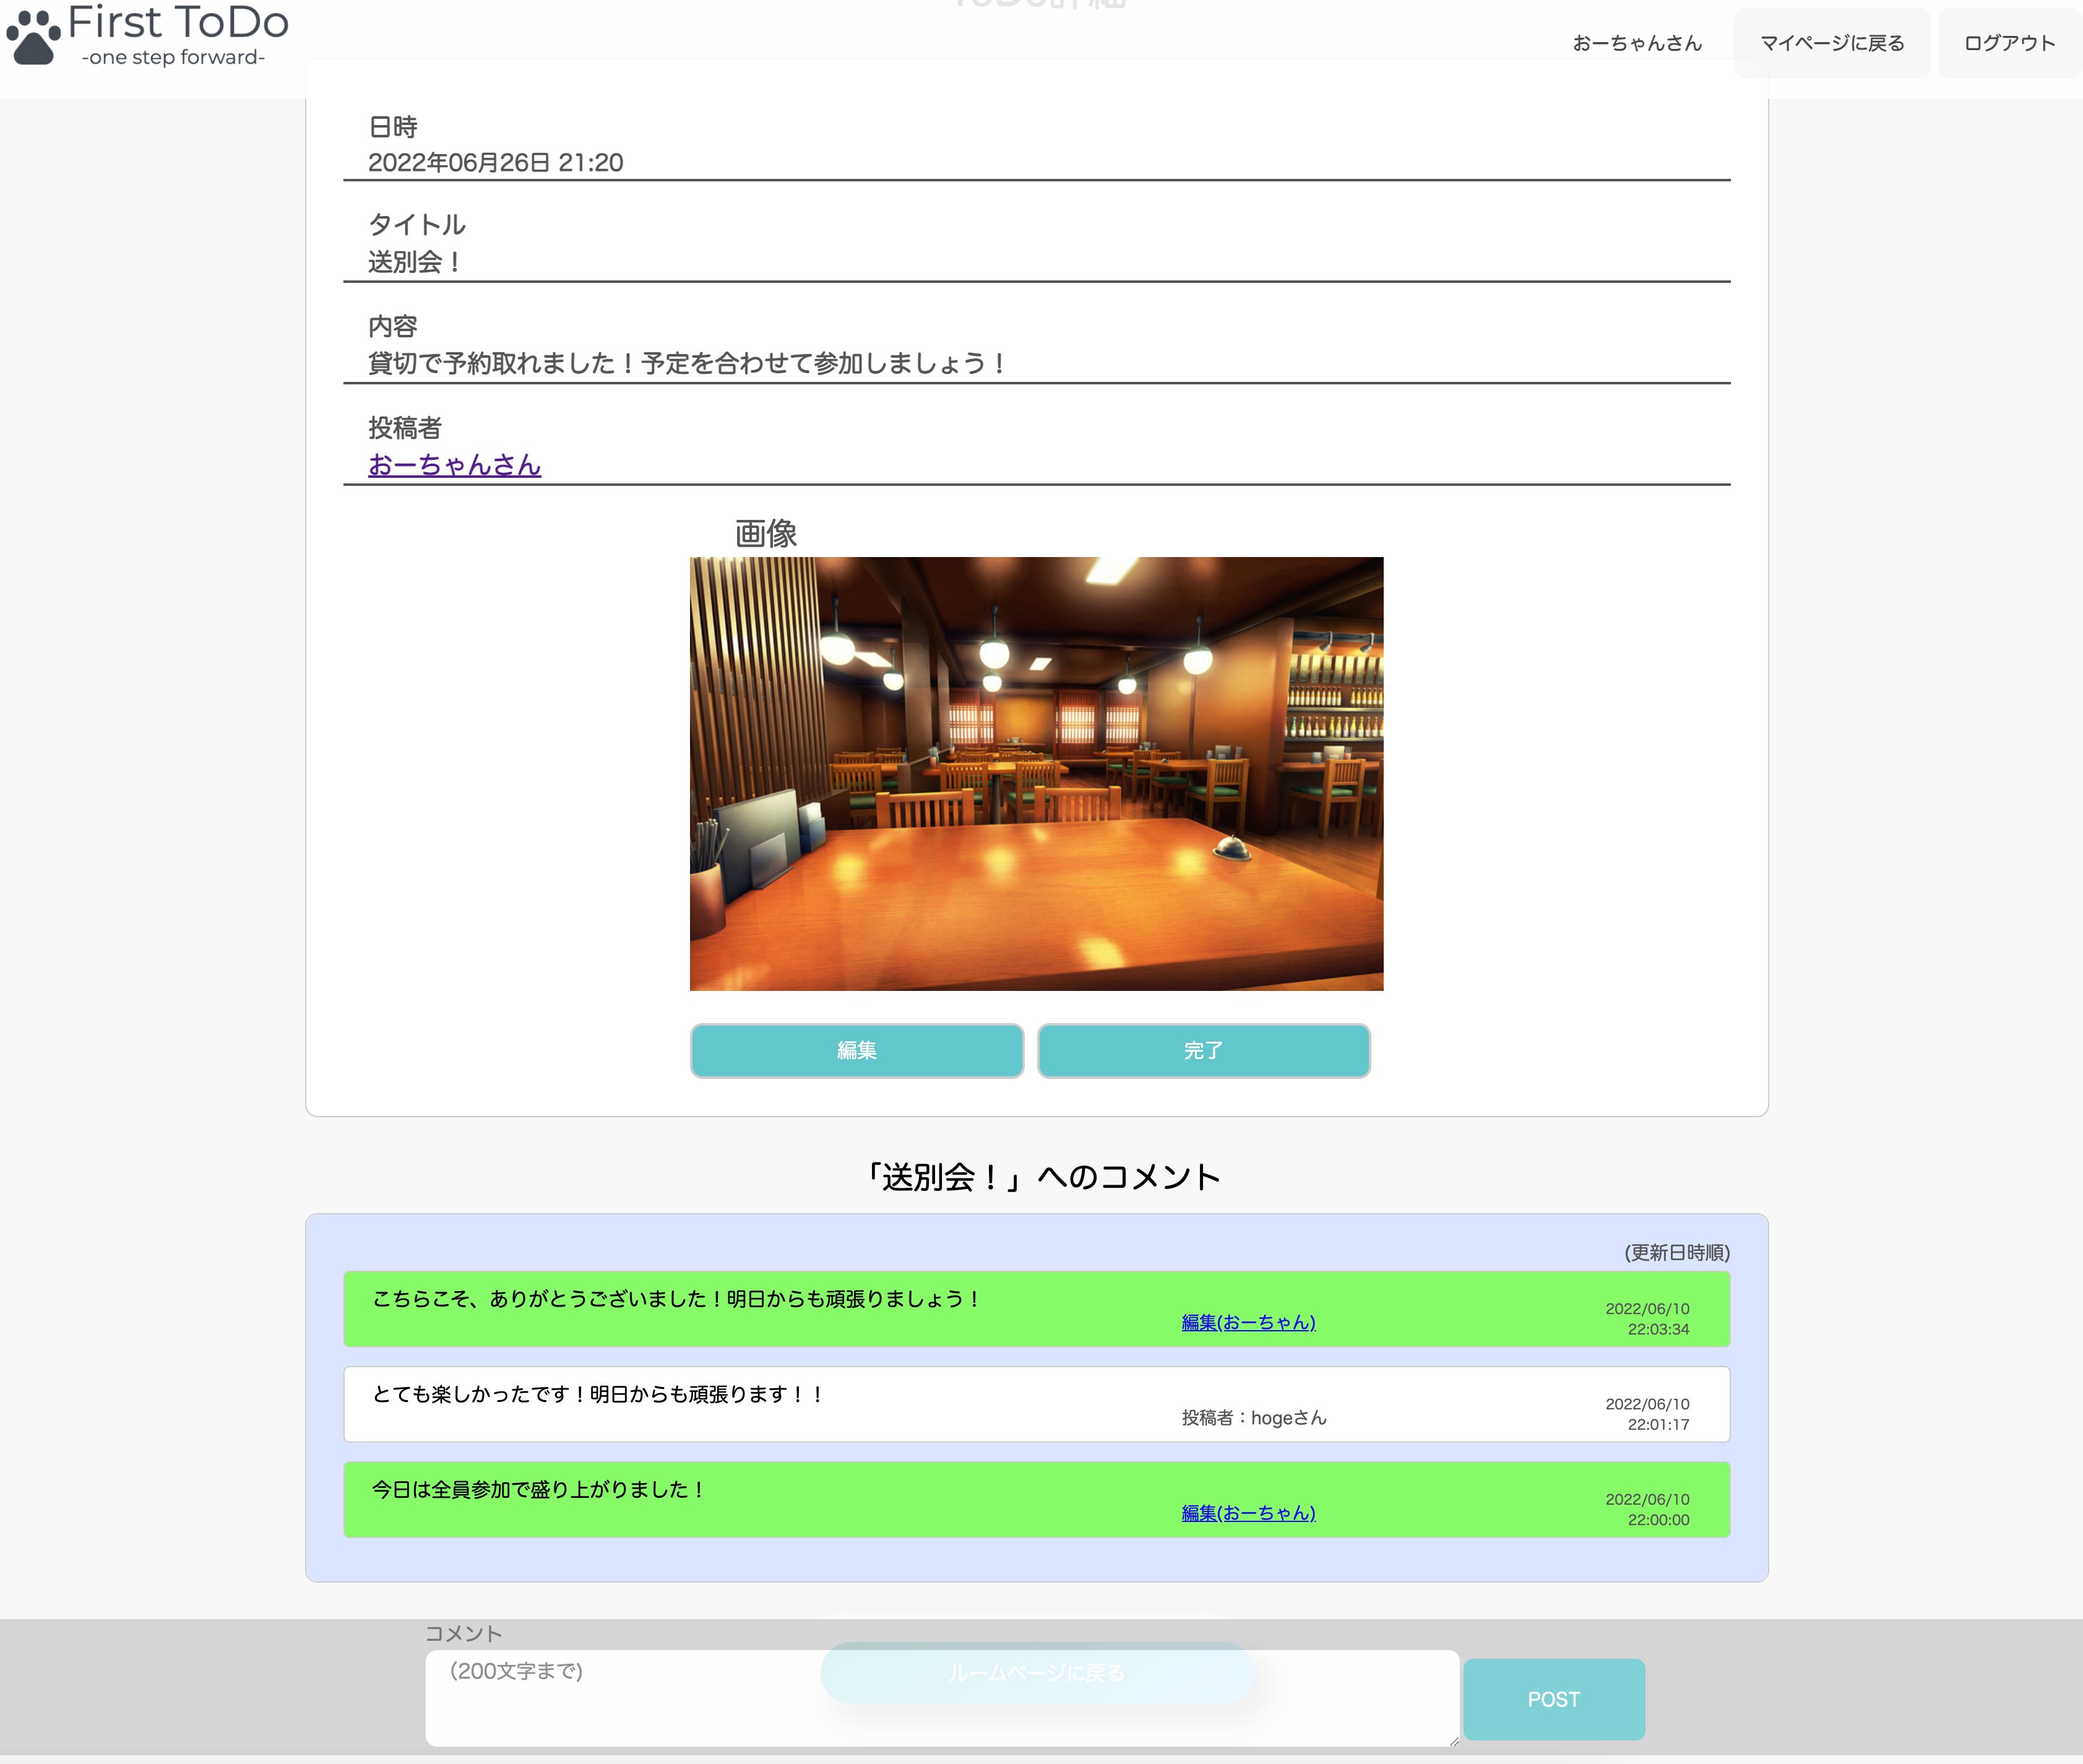 ToDo詳細
First ToDo
-one step forward-
おーちゃんさん
マイページに戻る
ログアウト
日時
2022年06月26日 21:20
タイトル
送別会！
内容
貸切で予約取れました！予定を合わせて参加しましょう！
投稿者
おーちゃんさん
画像
編集
完了
「送別会！」へのコメント
(更新日時順)
こちらこそ、ありがとうございました！明日からも頑張りましょう！
編集(おーちゃん)
2022/06/10
22:03:34
とても楽しかったです！明日からも頑張ります！！
投稿者：hogeさん
2022/06/10
22:01:17
今日は全員参加で盛り上がりました！
編集(おーちゃん)
2022/06/10
22:00:00
コメント
(200文字まで)
ルームページに戻る
POST